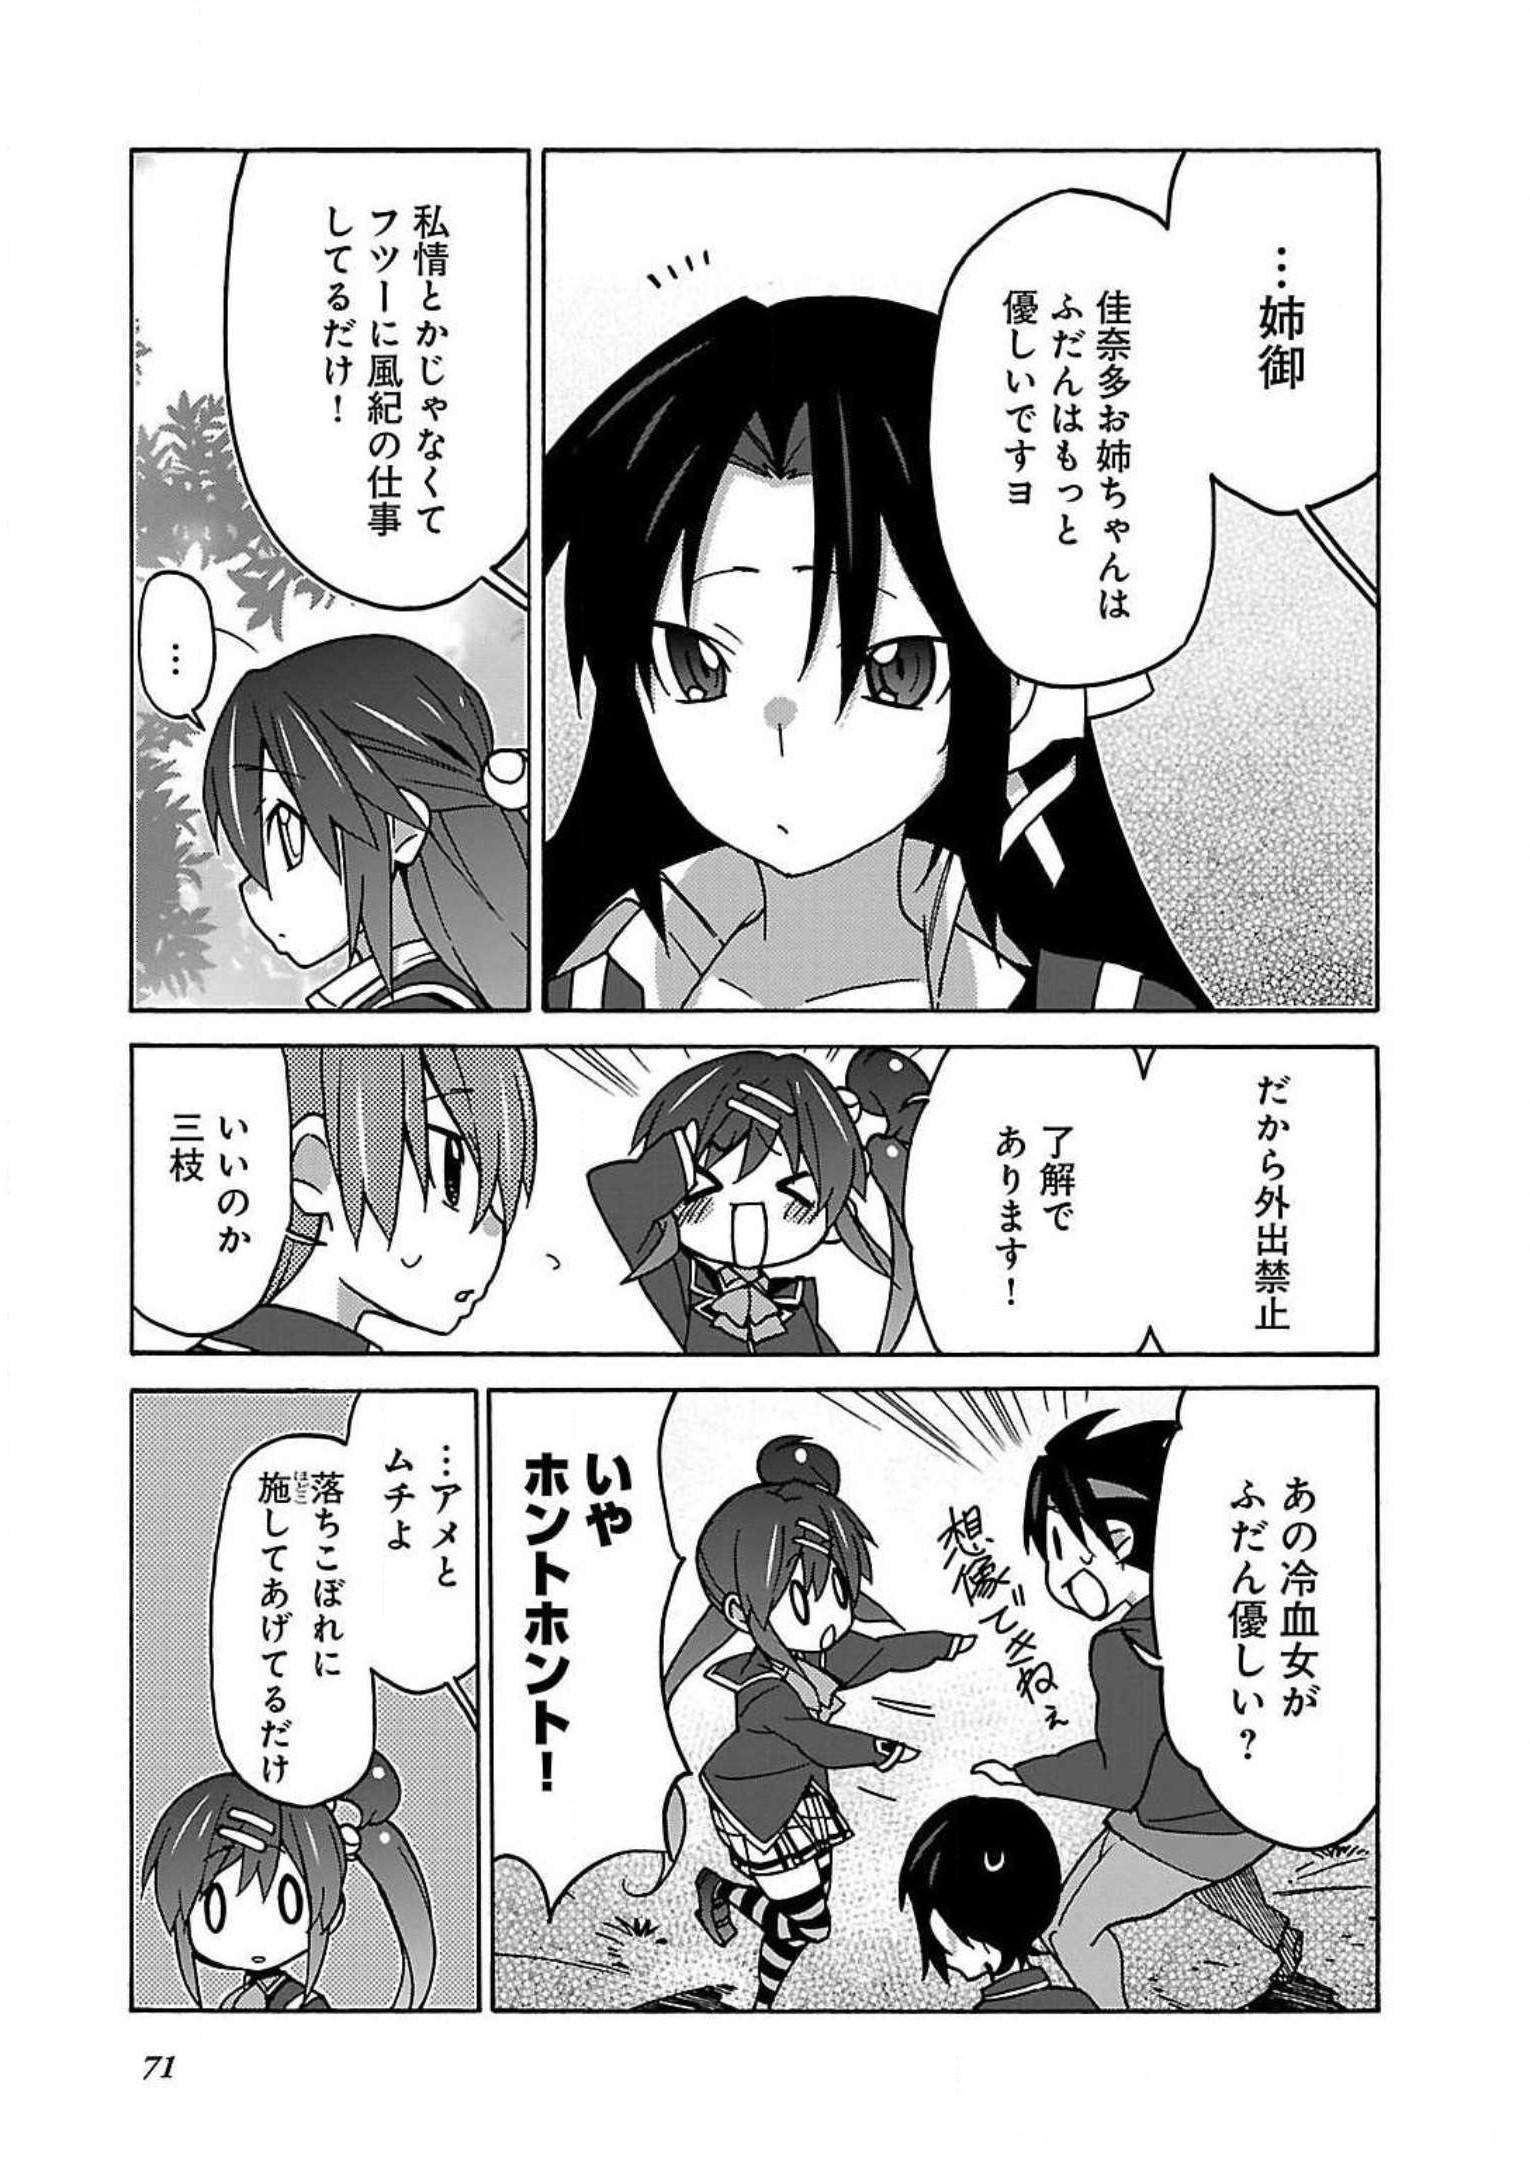 …姉御
佳奈多お姉ちゃんは
ふだんはもっと
優しいですヨ
私情とかじゃなくて
フツーに風紀の仕事
してるだけ！
…
だから外出禁止
了解で
あります！
いいのか
三枝
あの冷血女が
ふだん優しい？
想像できねぇ
いや
ホントホント！
…アメと
ムチよ
落ちこぼれに
施してあげてるだけ
ほどこ
71